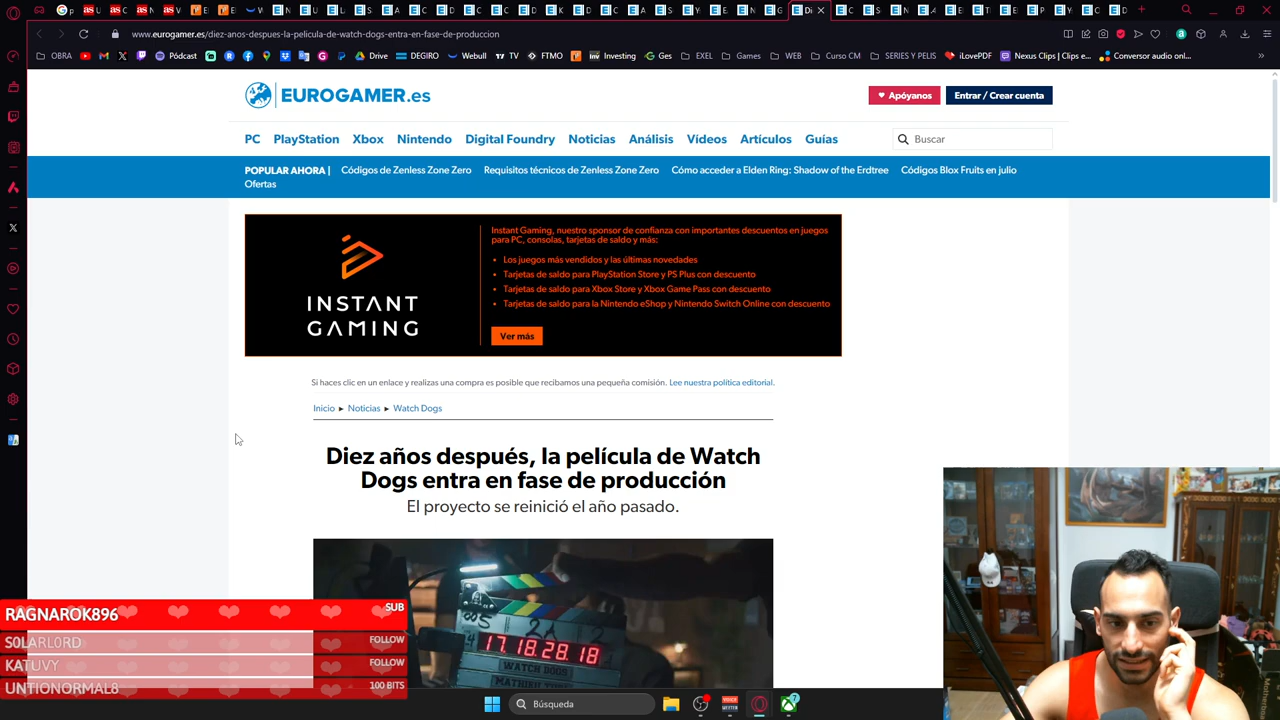 www.eurogamer.es/diez-anos-despues-la-pelicula-de-watch-dogs-entra-en-fase-de-produccion
OBRA
Pódcast
Drive
DEGIRO
Webull
TV
FTMO
Investing
Ges
EXEL
Games
WEB
Curso CM
SERIES Y PELIS
iLovePDF
Nexus Clips | Clips e...
Conversor audio onl...
EUROGAMER.es
Apóyanos
Entrar / Crear cuenta
PC PlayStation Xbox Nintendo Digital Foundry Noticias Análisis Vídeos Artículos Guías
Buscar
POPULAR AHORA | Códigos de Zenless Zone Zero Requisitos técnicos de Zenless Zone Zero Cómo acceder a Elden Ring: Shadow of the Erdtree Códigos Blox Fruits en julio
Ofertas
INSTANT
GAMING
Instant Gaming, nuestro sponsor de confianza con importantes descuentos en juegos
para PC, consolas, tarjetas de saldo y más:
• Los juegos más vendidos y las últimas novedades
• Tarjetas de saldo para PlayStation Store y PS Plus con descuento
• Tarjetas de saldo para Xbox Store y Xbox Game Pass con descuento
• Tarjetas de saldo para la Nintendo eShop y Nintendo Switch Online con descuento
Ver más
Si haces clic en un enlace y realizas una compra es posible que recibamos una pequeña comisión. Lee nuestra política editorial.
Inicio ▸ Noticias ▸ Watch Dogs
Diez años después, la película de Watch
Dogs entra en fase de producción
El proyecto se reinició el año pasado.
17.18.28.18
WATCH DOGS
RAGNAROK896 SUB
S0LARL0RD FOLLOW
KATUVY FOLLOW
UNTIONORMAL8 100 BITS
Búsqueda